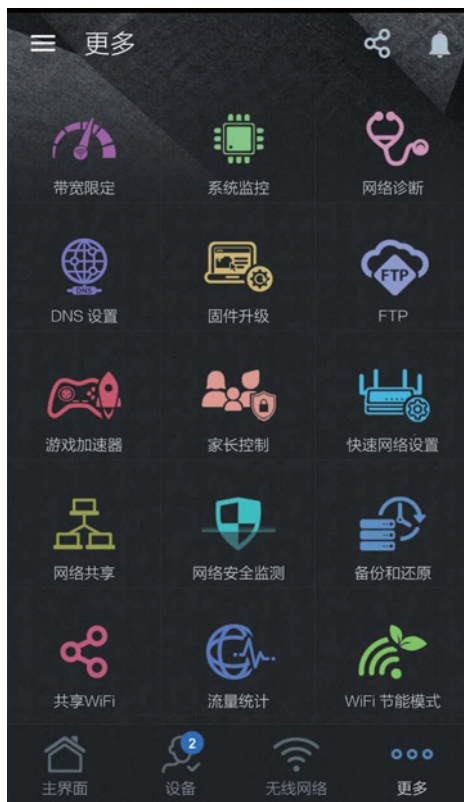 更多
带宽限定
系统监控
网络诊断
DNS
DNS 设置
固件升级
FTP
FTP
游戏加速器
家长控制
快速网络设置
网络共享
网络安全监测
备份和还原
共享WiFi
流量统计
WiFi 节能模式
2
主界面
设备
无线网络
更多